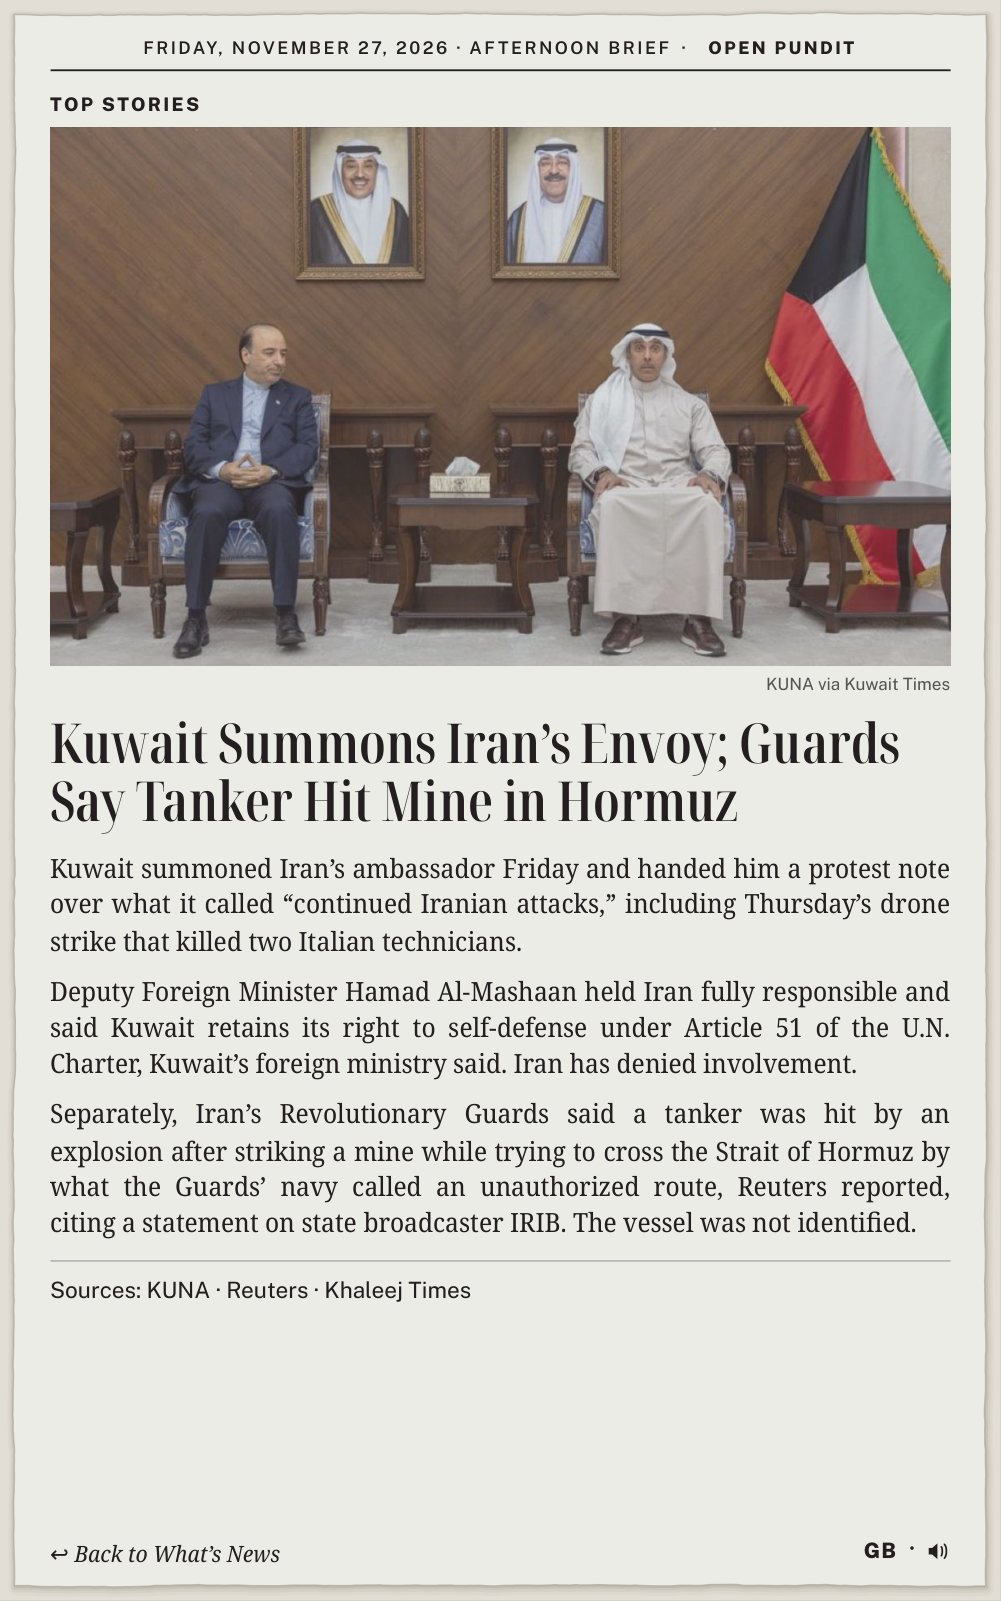 FRIDAY, NOVEMBER 27, 2026 · AFTERNOON BRIEF · OPEN PUNDIT
TOP STORIES
KUNA via Kuwait Times
Kuwait Summons Iran’s Envoy; Guards
Say Tanker Hit Mine in Hormuz
Kuwait summoned Iran’s ambassador Friday and handed him a protest note
over what it called “continued Iranian attacks,” including Thursday’s drone
strike that killed two Italian technicians.
Deputy Foreign Minister Hamad Al-Mashaan held Iran fully responsible and
said Kuwait retains its right to self-defense under Article 51 of the U.N.
Charter, Kuwait’s foreign ministry said. Iran has denied involvement.
Separately, Iran’s Revolutionary Guards said a tanker was hit by an
explosion after striking a mine while trying to cross the Strait of Hormuz by
what the Guards’ navy called an unauthorized route, Reuters reported,
citing a statement on state broadcaster IRIB. The vessel was not identified.
Sources: KUNA · Reuters · Khaleej Times
↩ Back to What’s News
GB ·